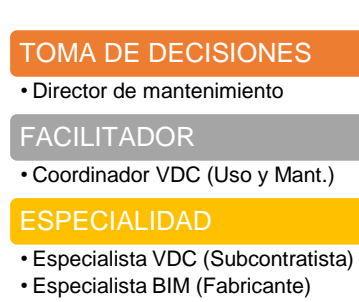 TOMA DE DECISIONES
• Director de mantenimiento
FACILITADOR
• Coordinador VDC (Uso y Mant.)
ESPECIALIDAD
• Especialista VDC (Subcontratista)
• Especialista BIM (Fabricante)